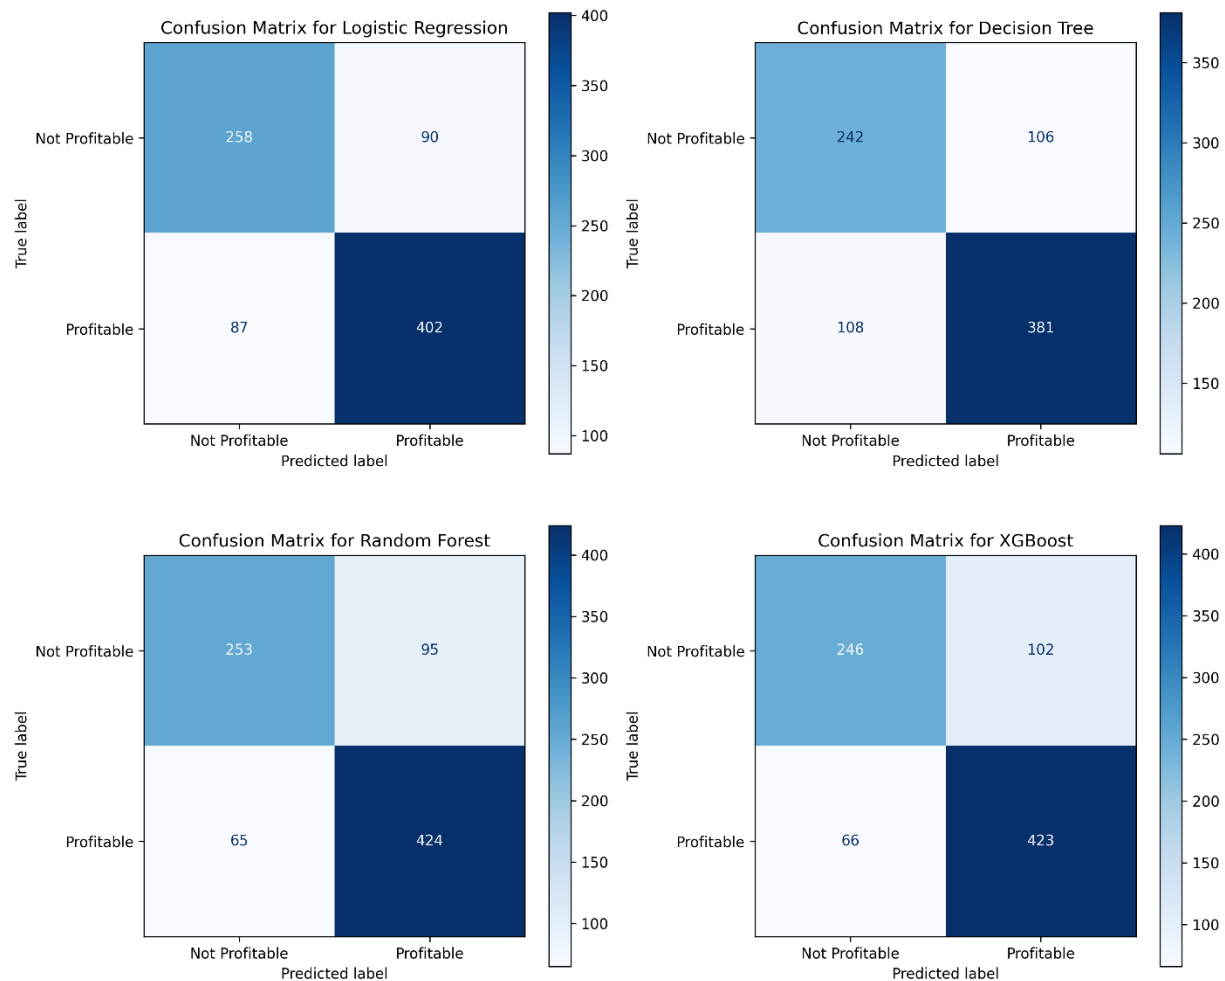 Confusion Matrix for Logistic Regression
True label
Not Profitable
Profitable
258 90
87 402
Not Profitable Profitable
Predicted label
400
350
300
250
200
150
100
Confusion Matrix for Decision Tree
True label
Not Profitable
Profitable
242 106
108 381
Not Profitable Profitable
Predicted label
350
300
250
200
150
Confusion Matrix for Random Forest
True label
Not Profitable
Profitable
253 95
65 424
Not Profitable Profitable
Predicted label
400
350
300
250
200
150
100
Confusion Matrix for XGBoost
True label
Not Profitable
Profitable
246 102
66 423
Not Profitable Profitable
Predicted label
400
350
300
250
200
150
100